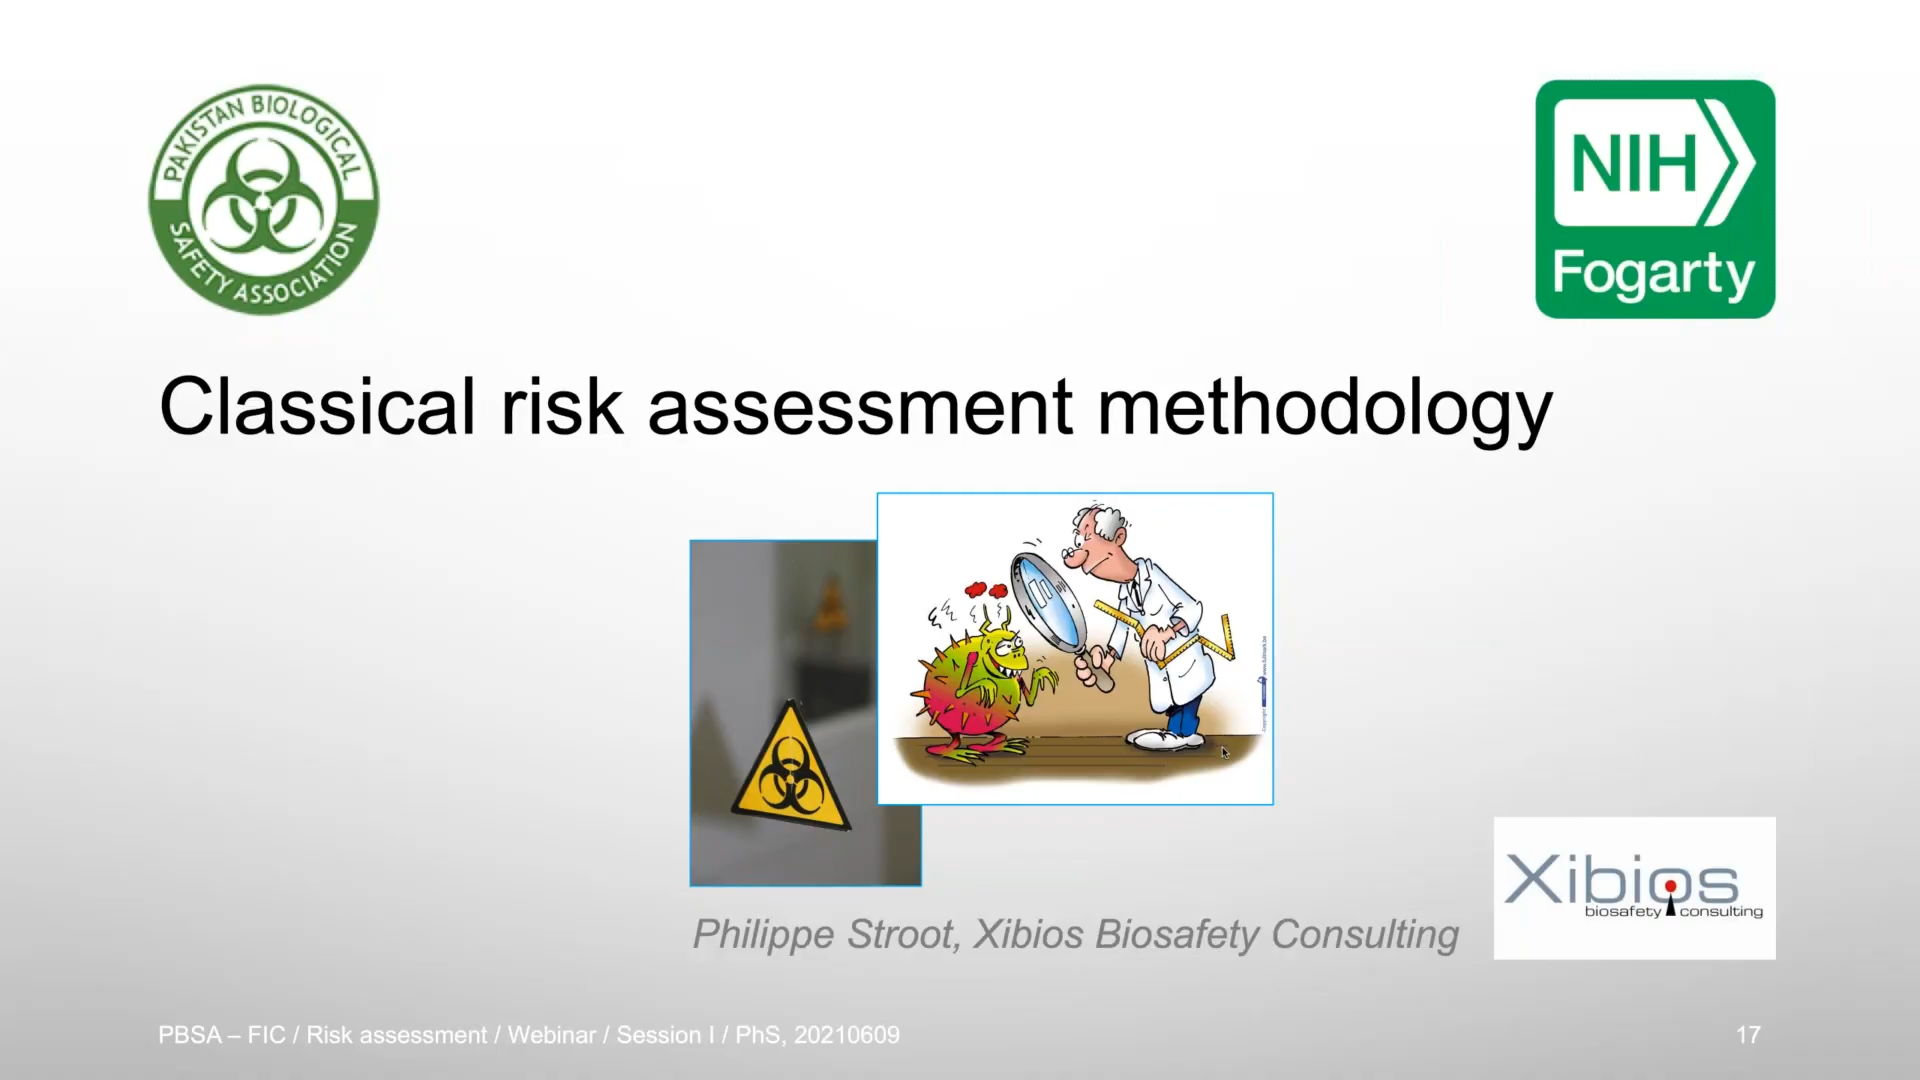 PAKISTAN BIOLOGICAL
SAFETY ASSOCIATION
NIH
Fogarty
Classical risk assessment methodology
Xibios
biosafety consulting
Philippe Stroot, Xibios Biosafety Consulting
PBSA – FIC / Risk assessment / Webinar / Session I / PhS, 20210609
17